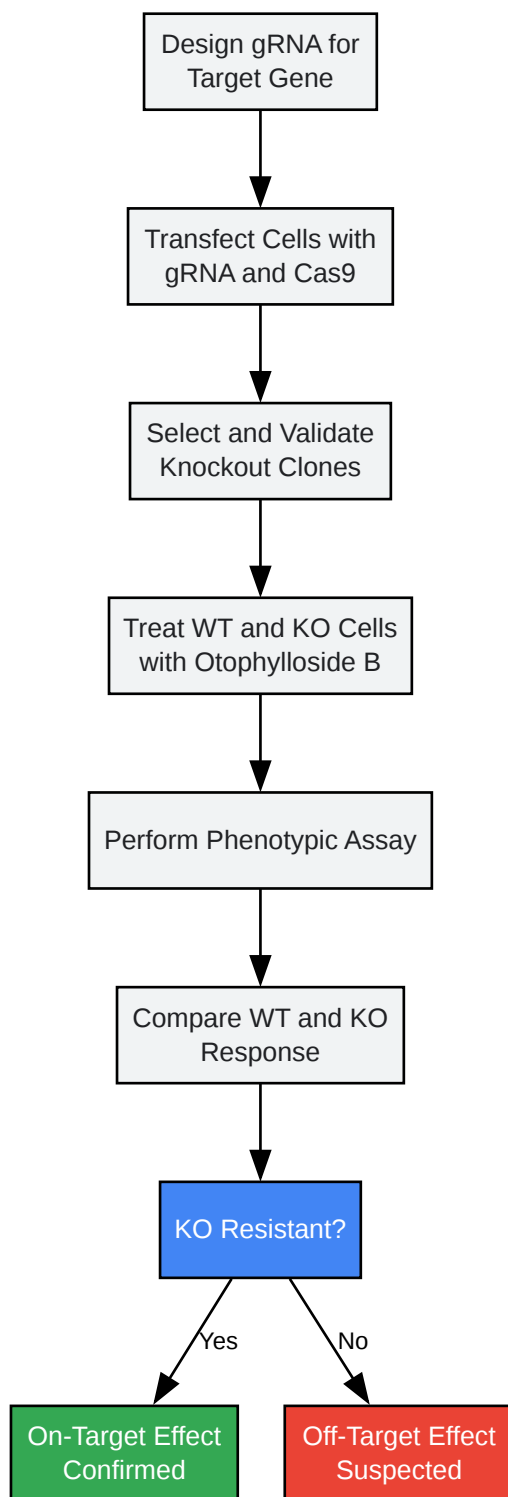 Design gRNA for
Target Gene
Transfect Cells with
gRNA and Cas9
Select and Validate
Knockout Clones
Treat WT and KO Cells
with Otophylloside B
Perform Phenotypic Assay
Compare WT and KO
Response
KO Resistant?
Yes
No
On-Target Effect
Confirmed
Off-Target Effect
Suspected